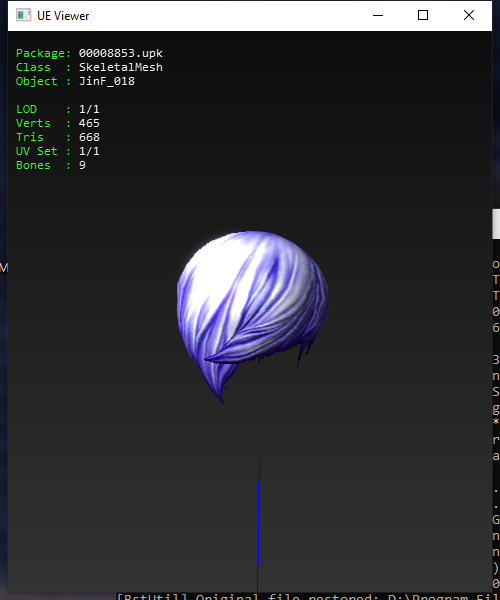 UE Viewer
Package: 00008853.upk
Class  : SkeletalMesh
Object : JinF_018
LOD    : 1/1
Verts  : 465
Tris   : 668
UV Set : 1/1
Bones  : 9
M
o
T
T
0
6
3
n
S
g
*
r
a
.
.
G
n
n
)
0
[BstUtil] Original file restored: D:\Program Fil